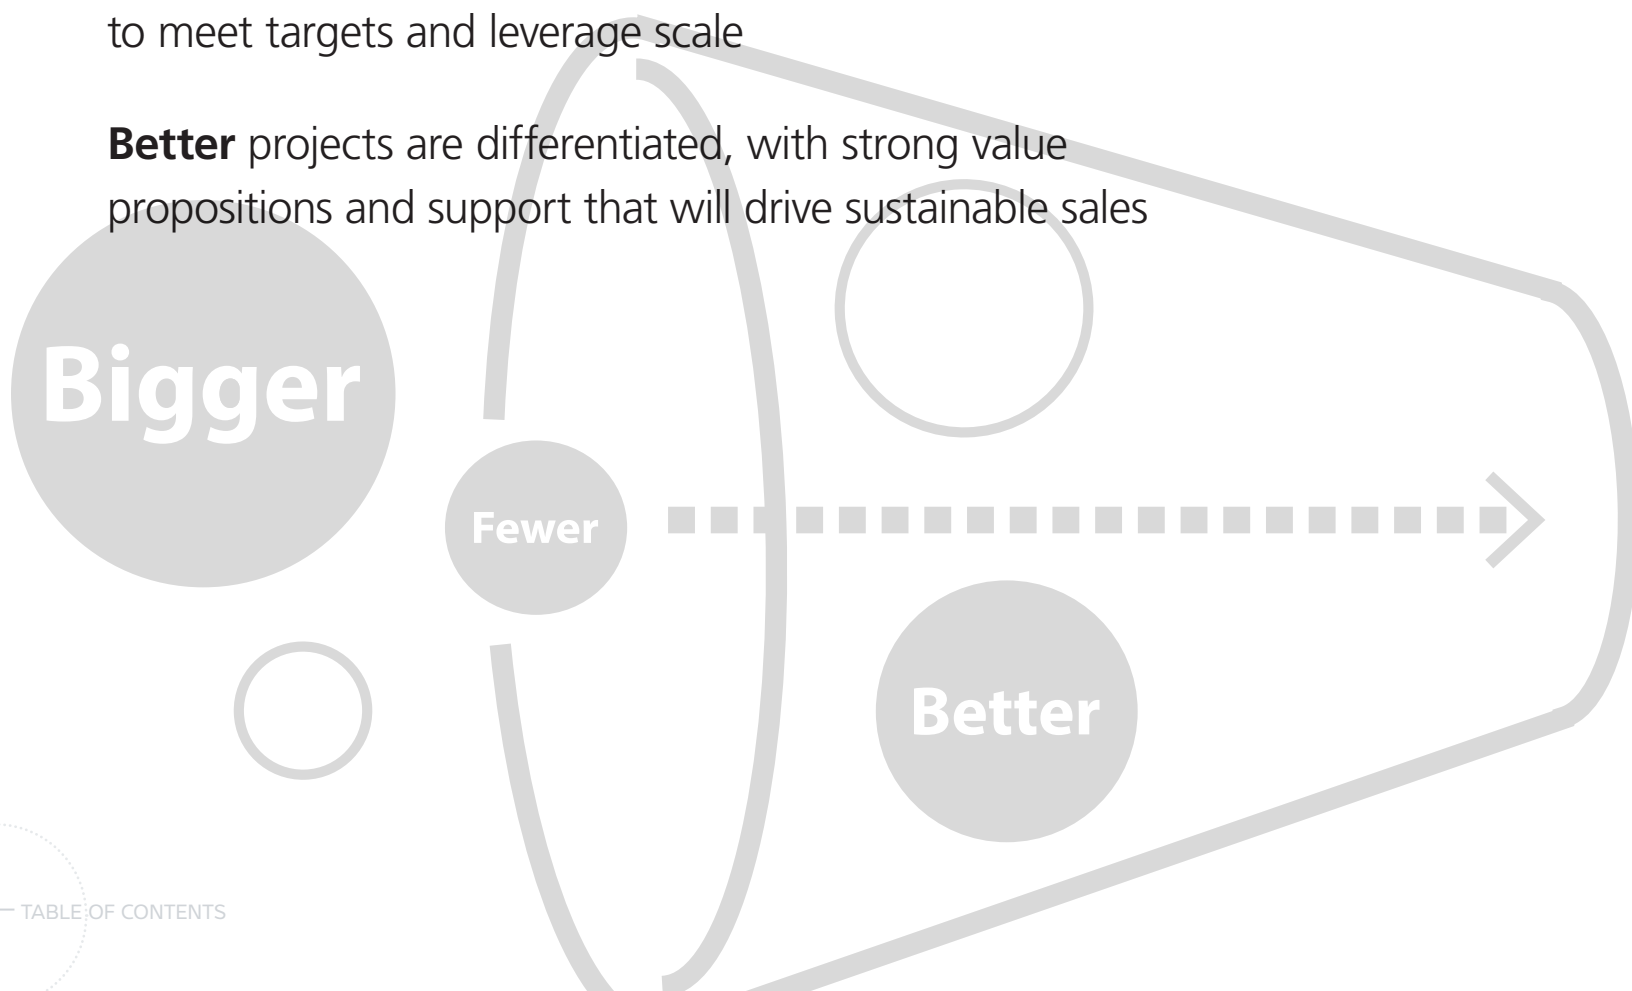 to meet targets and leverage scale
Better projects are differentiated, with strong value
propositions and support that will drive sustainable sales
Bigger
Fewer
Better
TABLE OF CONTENTS